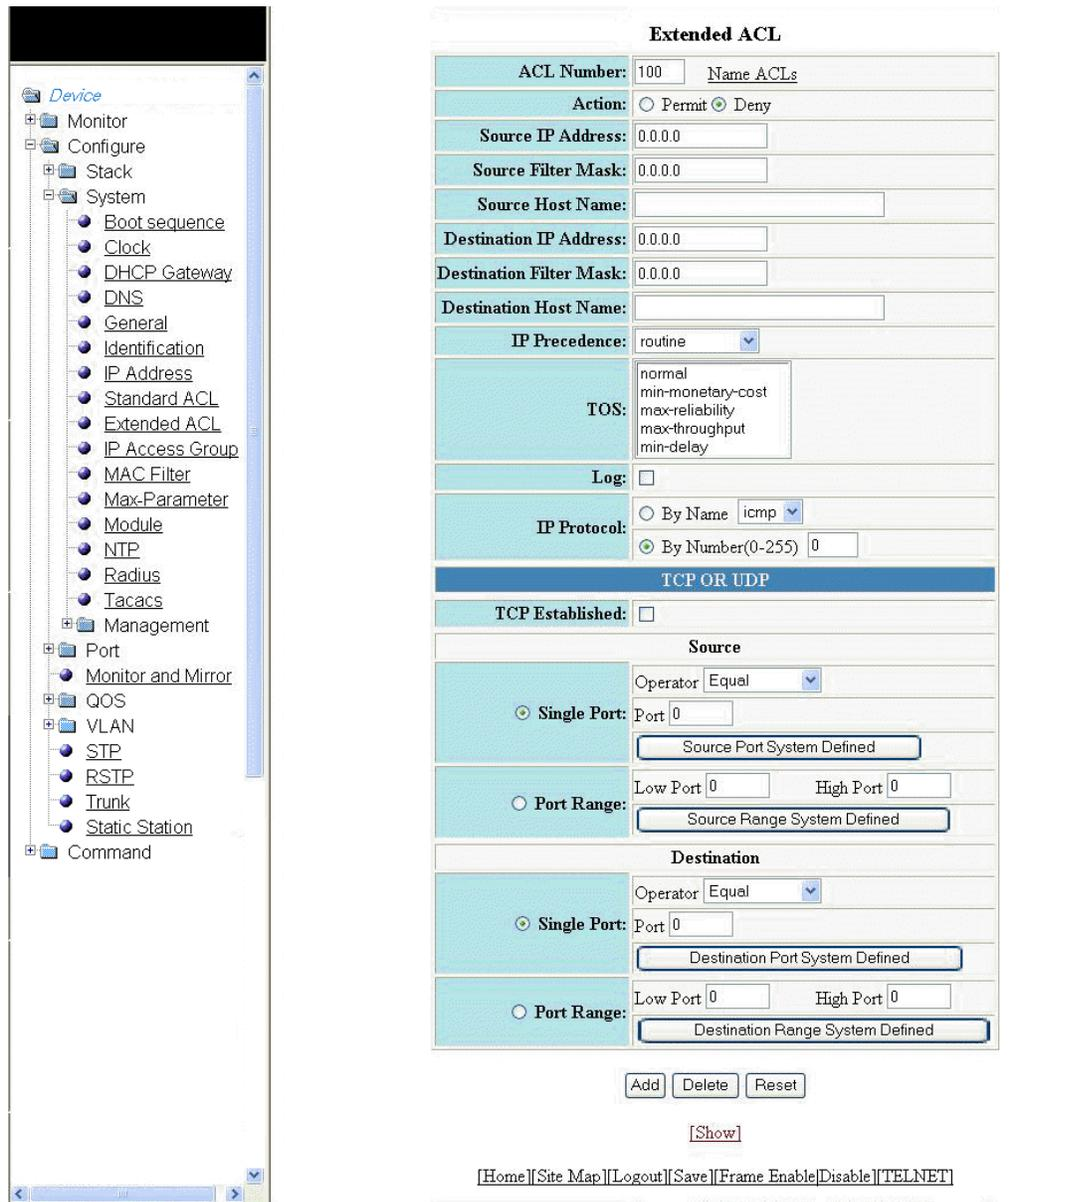 Device
Monitor
Configure
Stack
System
Boot sequence
Clock
DHCP Gateway
DNS
General
Identification
IP Address
Standard ACL
Extended ACL
IP Access Group
MAC Filter
Max-Parameter
Module
NTP
Radius
Tacacs
Management
Port
Monitor and Mirror
QOS
VLAN
STP
RSTP
Trunk
Static Station
Command
Extended ACL
ACL Number: 100 Name ACLs
Action: Permit Deny
Source IP Address: 0.0.0.0
Source Filter Mask: 0.0.0.0
Source Host Name:
Destination IP Address: 0.0.0.0
Destination Filter Mask: 0.0.0.0
Destination Host Name:
IP Precedence: routine
TOS:
normal
min-monetary-cost
max-reliability
max-throughput
min-delay
Log:
IP Protocol:
By Name icmp
By Number(0-255) 0
TCP OR UDP
TCP Established:
Source
Single Port:
Operator Equal
Port 0
Source Port System Defined
Port Range:
Low Port 0 High Port 0
Source Range System Defined
Destination
Single Port:
Operator Equal
Port 0
Destination Port System Defined
Port Range:
Low Port 0 High Port 0
Destination Range System Defined
Add Delete Reset
[Show]
[Home][Site Map][Logout][Save][Frame Enable|Disable][TELNET]